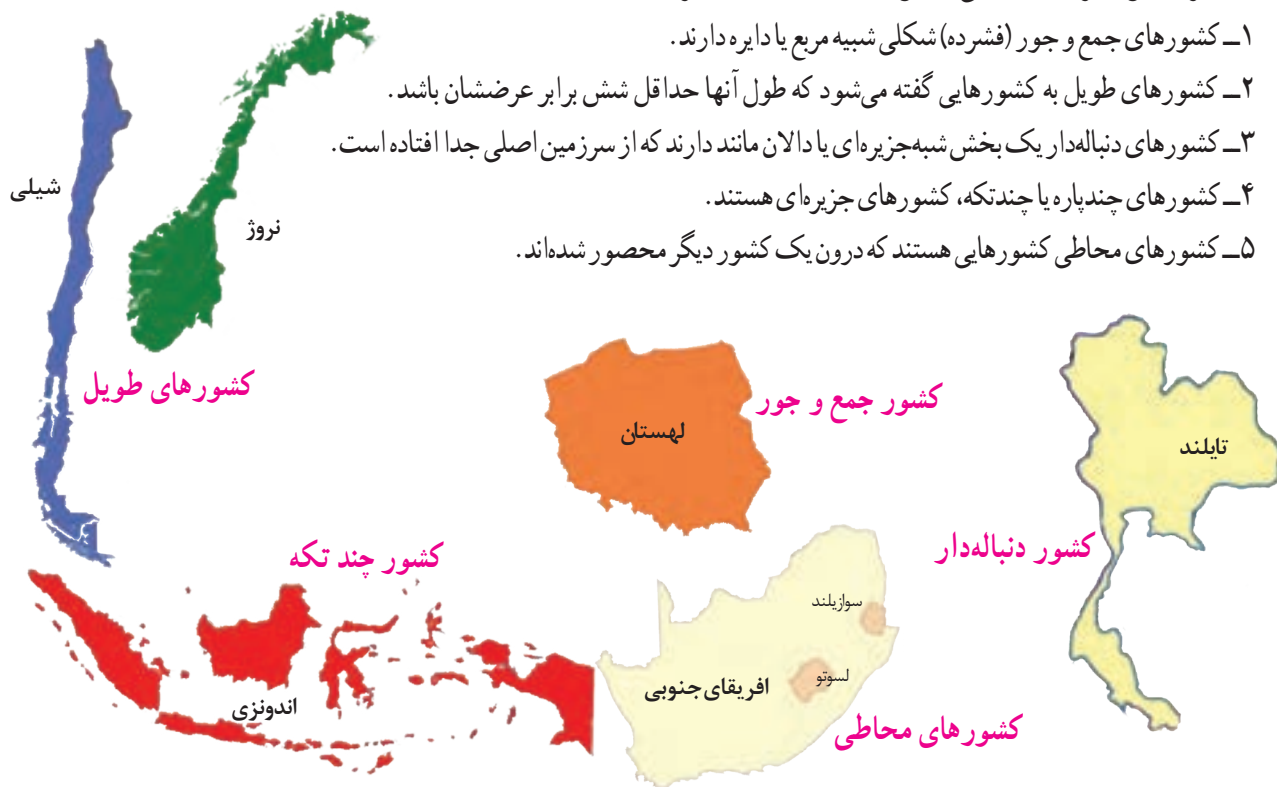 ۱ــ کشورهای جمع و جور (فشرده) شکلی شبیه مربع یا دایره دارند.
۲ــ کشورهای طویل به کشورهایی گفته می‌شود که طول آنها حداقل شش برابر عرضشان باشد.
۳ــ کشورهای دنباله‌دار یک بخش شبه‌جزیره‌ای یا دالان مانند دارند که از سرزمین اصلی جدا افتاده است.
۴ــ کشورهای چندپاره یا چندتکه، کشورهای جزیره‌ای هستند.
۵ــ کشورهای محاطی کشورهایی هستند که درون یک کشور دیگر محصور شده‌اند.
شیلی
نروژ
کشورهای طویل
کشور جمع و جور
لهستان
تایلند
کشور دنباله‌دار
کشور چند تکه
اندونزی
سوازیلند
لسوتو
افریقای جنوبی
کشورهای محاطی